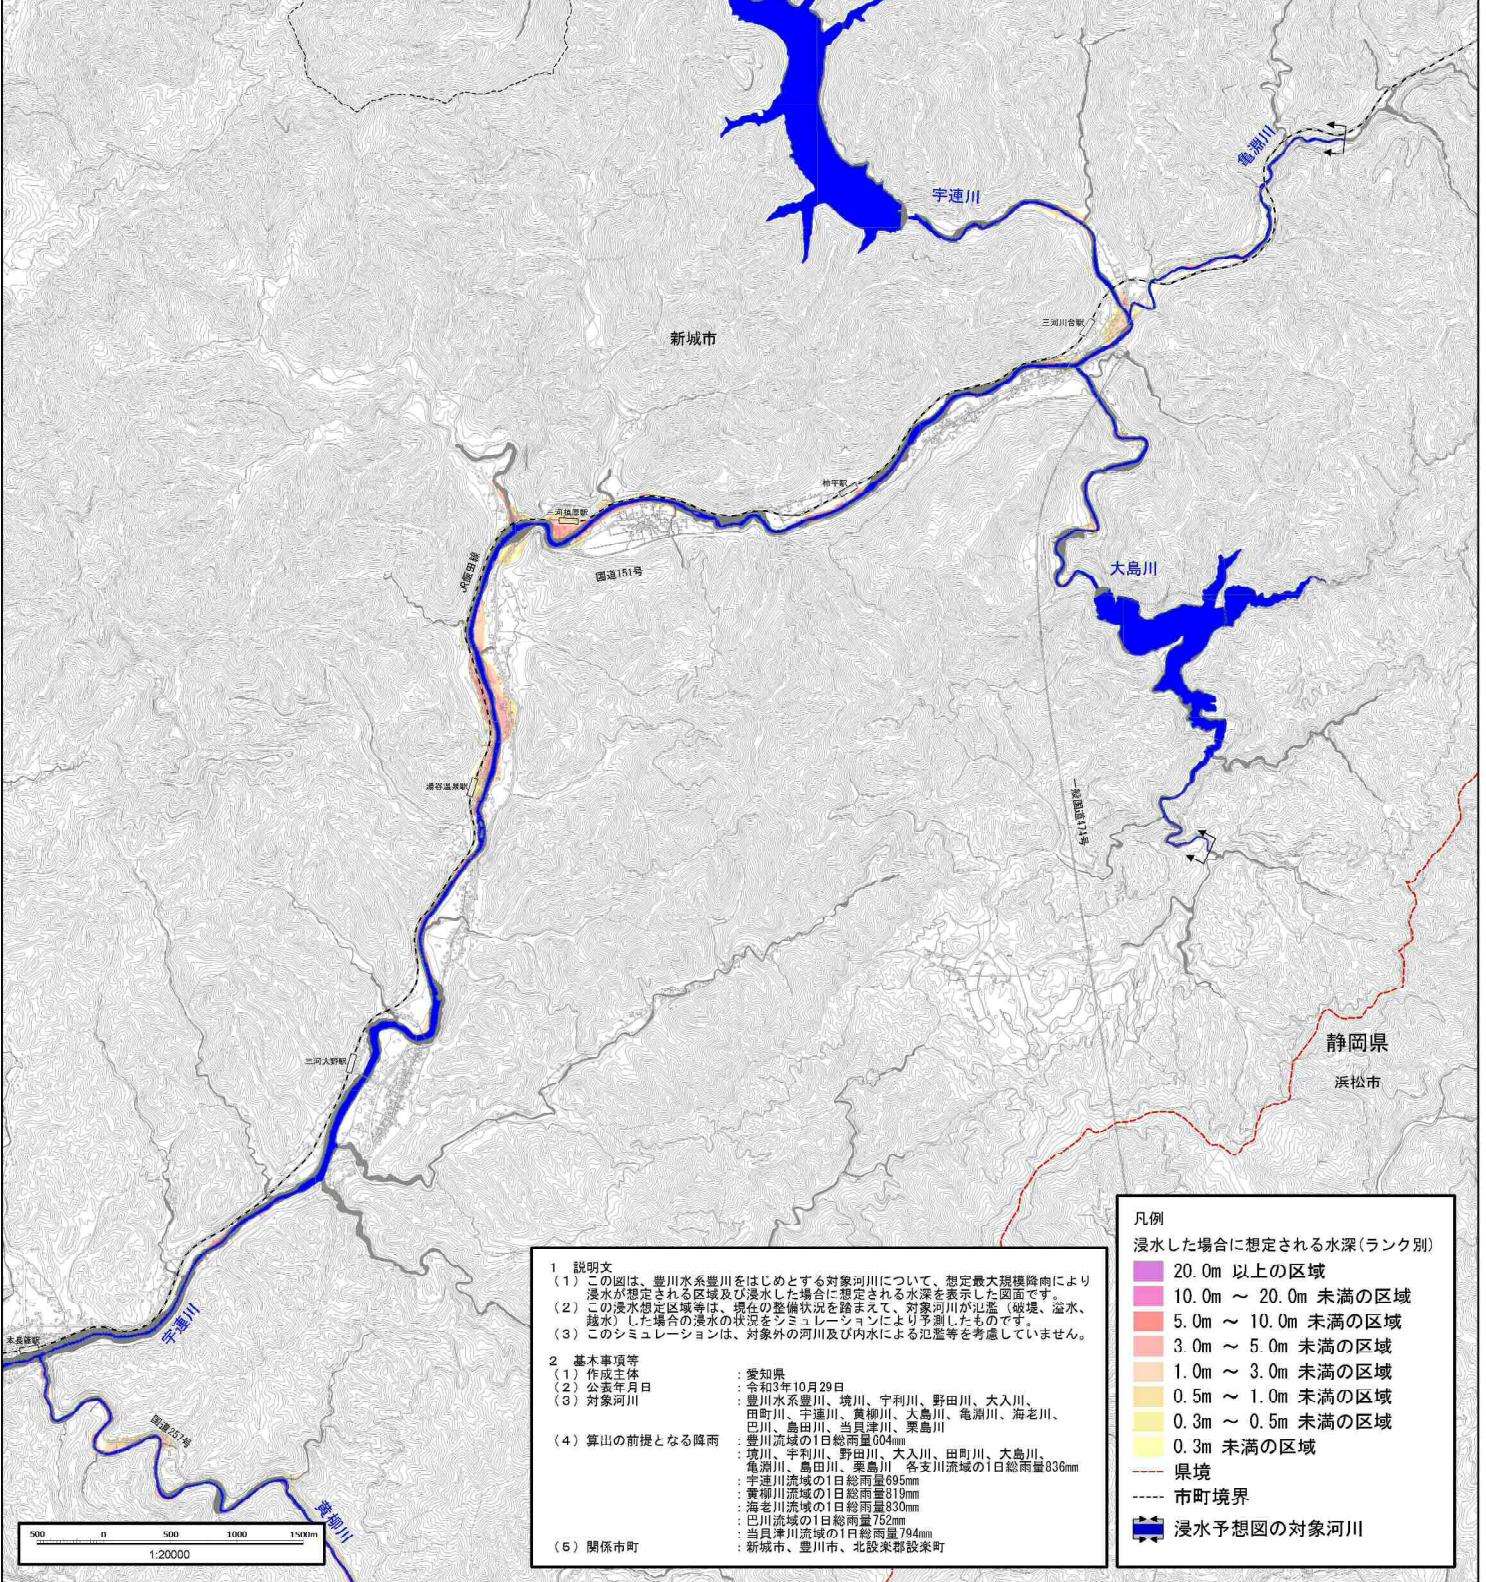 亀淵川
宇連川
新城市
三河川合駅
柿平駅
三河槙原駅
JR飯田線
国道151号
大島川
湯谷温泉駅
一般国道474号
三河大野駅
静岡県
浜松市
本長篠駅
宇連川
国道257号
黄柳川
500 0 500 1000 1500m
1:20000
1 説明文
(1) この図は、豊川水系豊川をはじめとする対象河川について、想定最大規模降雨により
浸水が想定される区域及び浸水した場合に想定される水深を表示した図面です。
(2) この浸水想定区域等は、現在の整備状況を踏まえて、対象河川が氾濫(破堤、溢水、
越水)した場合の浸水の状況をシミュレーションにより予測したものです。
(3) このシミュレーションは、対象外の河川及び内水による氾濫等を考慮していません。
2 基本事項等
(1) 作成主体 : 愛知県
(2) 公表年月日 : 令和3年10月29日
(3) 対象河川 : 豊川水系豊川、境川、宇利川、野田川、大入川、
田町川、宇連川、黄柳川、大島川、亀淵川、海老川、
巴川、島田川、当貝津川、栗島川
(4) 算出の前提となる降雨 : 豊川流域の1日総雨量604mm
: 境川、宇利川、野田川、大入川、田町川、大島川、
亀淵川、島田川、栗島川 各支川流域の1日総雨量836mm
: 宇連川流域の1日総雨量695mm
: 黄柳川流域の1日総雨量819mm
: 海老川流域の1日総雨量830mm
: 巴川流域の1日総雨量752mm
: 当貝津川流域の1日総雨量794mm
(5) 関係市町 : 新城市、豊川市、北設楽郡設楽町
凡例
浸水した場合に想定される水深(ランク別)
20.0m 以上の区域
10.0m ～ 20.0m 未満の区域
5.0m ～ 10.0m 未満の区域
3.0m ～ 5.0m 未満の区域
1.0m ～ 3.0m 未満の区域
0.5m ～ 1.0m 未満の区域
0.3m ～ 0.5m 未満の区域
0.3m 未満の区域
県境
市町境界
浸水予想図の対象河川